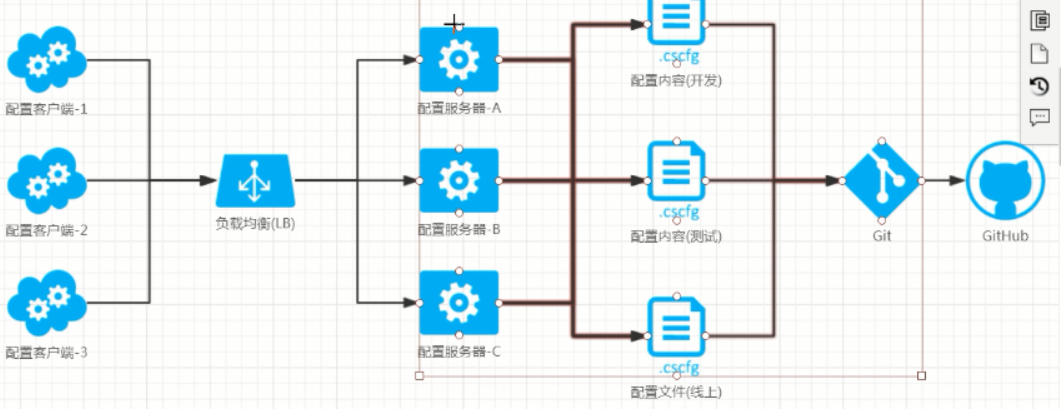 .cscfg
配置内容(开发)
配置客户端-1
配置服务器-A
.cscfg
配置客户端-2
负载均衡(LB)
配置服务器-B
配置内容(测试)
Git
GitHub
配置客户端-3
配置服务器-C
.cscfg
配置文件(线上)